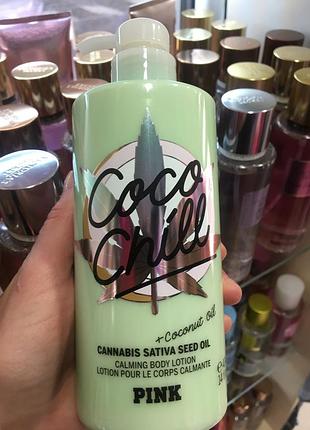 Coco
Chill
+ Coconut Oil
CANNABIS SATIVA SEED OIL
CALMING BODY LOTION
LOTION POUR LE CORPS CALMANTE
PINK